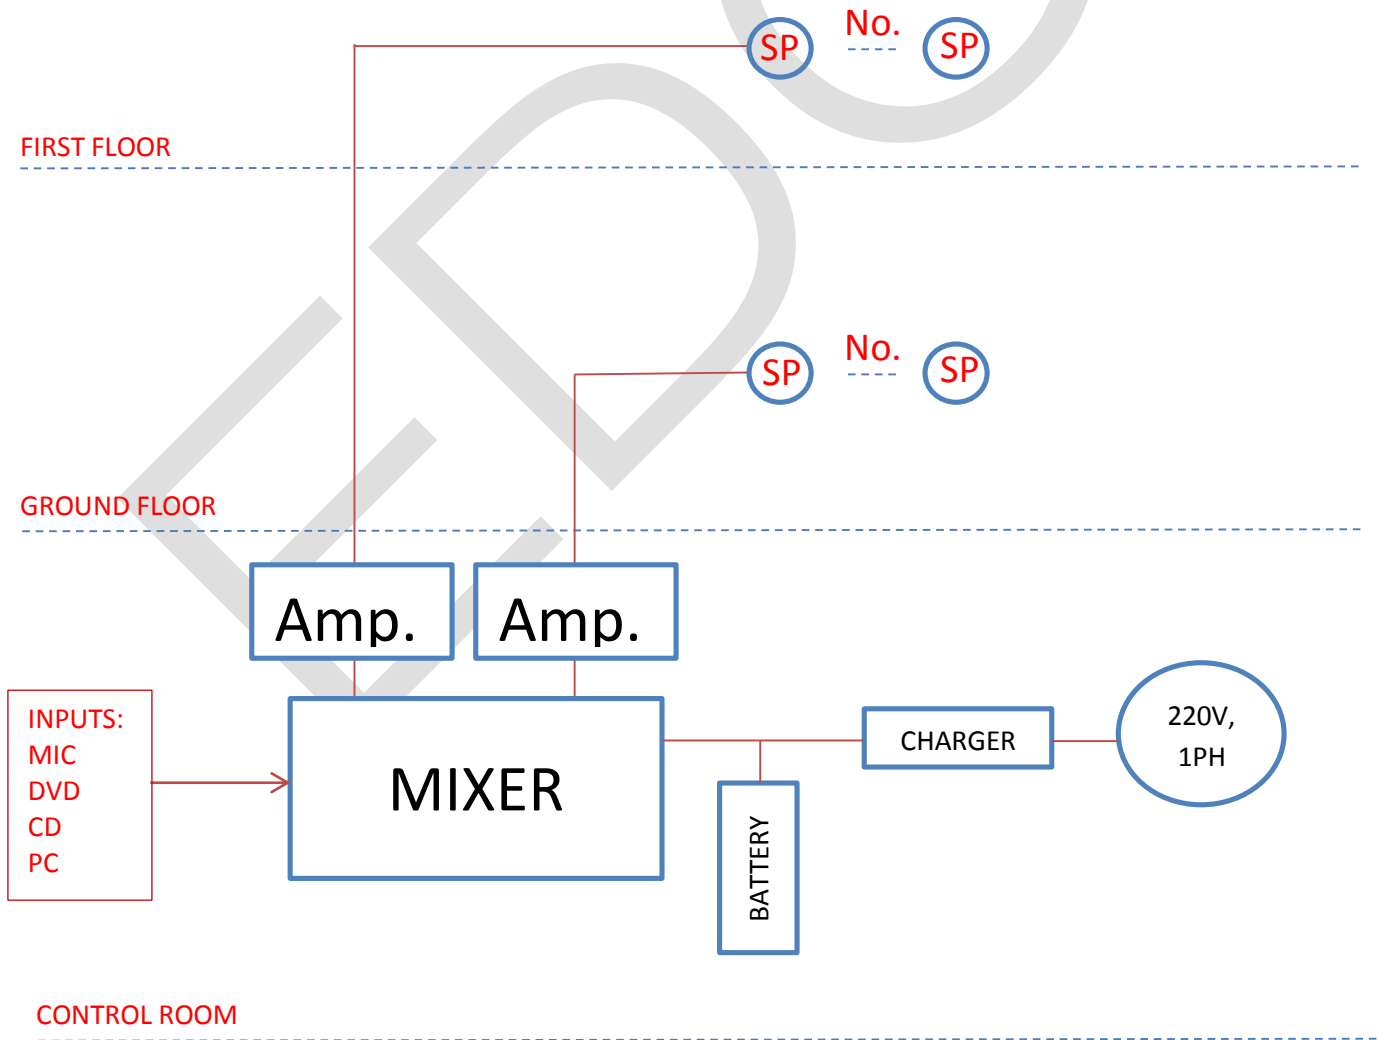 SP No. SP
FIRST FLOOR
SP No. SP
GROUND FLOOR
Amp. Amp.
INPUTS:
MIC
DVD
CD
PC
MIXER
CHARGER
220V,
1PH
BATTERY
CONTROL ROOM